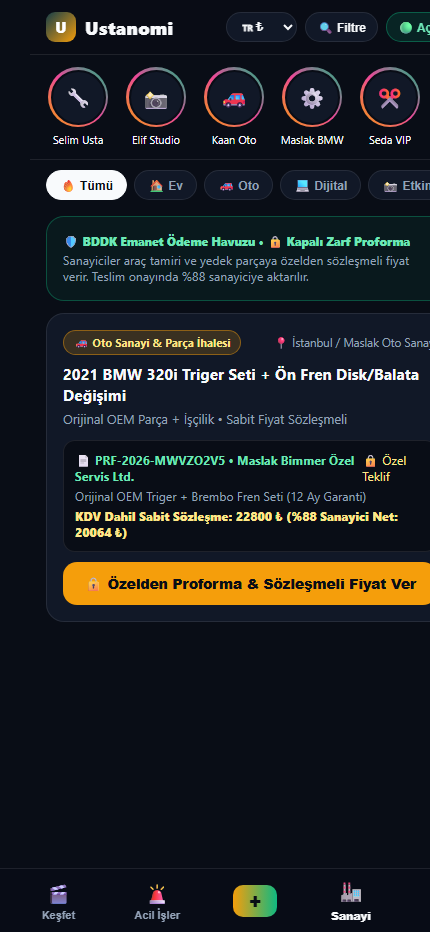 U Ustanomi TR ₺ Filtre Aç
Selim Usta Elif Studio Kaan Oto Maslak BMW Seda VIP
Tümü Ev Oto Dijital Etkin
BDDK Emanet Ödeme Havuzu • Kapalı Zarf Proforma
Sanayiciler araç tamiri ve yedek parçaya özelden sözleşmeli fiyat
verir. Teslim onayında %88 sanayiciye aktarılır.
Oto Sanayi & Parça İhalesi İstanbul / Maslak Oto Sanay
2021 BMW 320i Triger Seti + Ön Fren Disk/Balata
Değişimi
Orijinal OEM Parça + İşçilik • Sabit Fiyat Sözleşmeli
PRF-2026-MWVZO2V5 • Maslak Bimmer Özel
Servis Ltd.
Özel
Teklif
Orijinal OEM Triger + Brembo Fren Seti (12 Ay Garanti)
KDV Dahil Sabit Sözleşme: 22800 ₺ (%88 Sanayici Net:
20064 ₺)
Özelden Proforma & Sözleşmeli Fiyat Ver
Keşfet Acil İşler + Sanayi